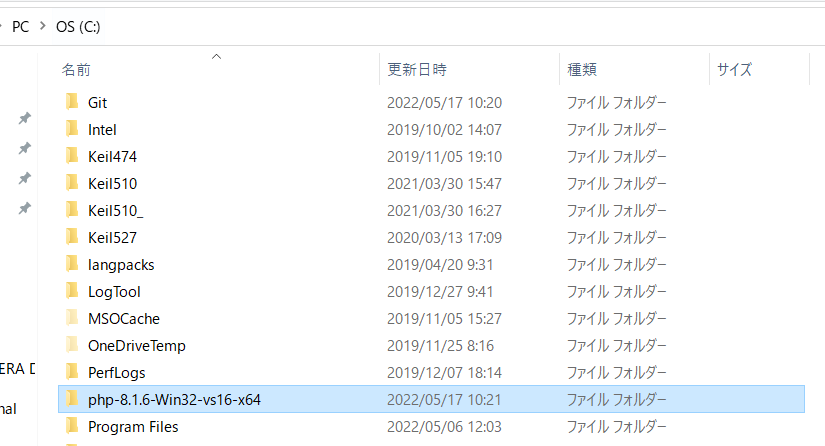 PC > OS (C:)
名前 更新日時 種類 サイズ
Git 2022/05/17 10:20 ファイル フォルダー
Intel 2019/10/02 14:07 ファイル フォルダー
Keil474 2019/11/05 19:10 ファイル フォルダー
Keil510 2021/03/30 15:47 ファイル フォルダー
Keil510_ 2021/03/30 16:27 ファイル フォルダー
Keil527 2020/03/13 17:09 ファイル フォルダー
langpacks 2019/04/20 9:31 ファイル フォルダー
LogTool 2019/12/27 9:41 ファイル フォルダー
MSOCache 2019/11/05 15:27 ファイル フォルダー
OneDriveTemp 2019/11/25 8:16 ファイル フォルダー
ERA D
PerfLogs 2019/12/07 18:14 ファイル フォルダー
php-8.1.6-Win32-vs16-x64 2022/05/17 10:21 ファイル フォルダー
nal
Program Files 2022/05/06 12:03 ファイル フォルダー